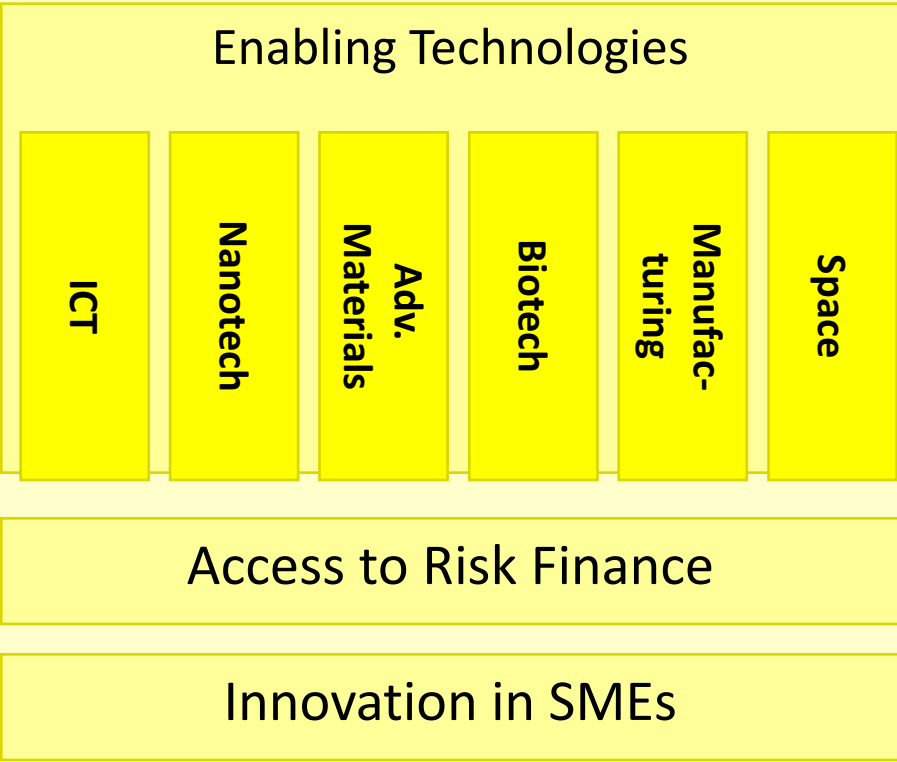 Enabling Technologies
ICT
Nanotech
Adv.
Materials
Biotech
Manufac-
turing
Space
Access to Risk Finance
Innovation in SMEs